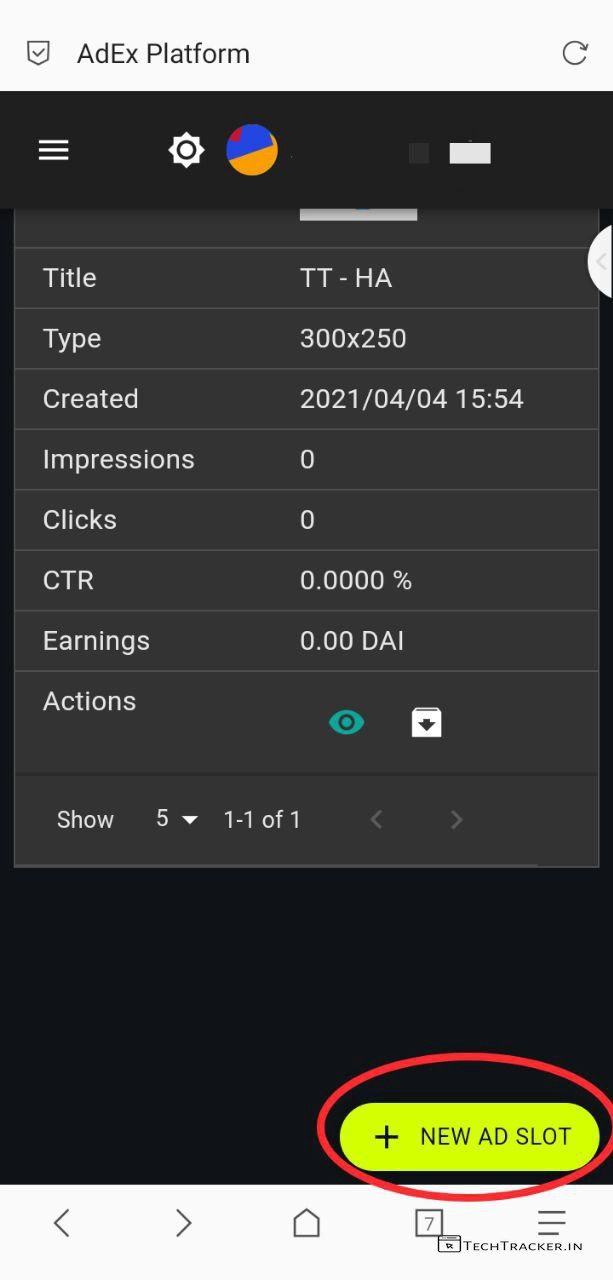 AdEx Platform
Title TT - HA
Type 300x250
Created 2021/04/04 15:54
Impressions 0
Clicks 0
CTR 0.0000 %
Earnings 0.00 DAI
Actions
Show 5 1-1 of 1
+ NEW AD SLOT
7
TECHTRACKER.IN